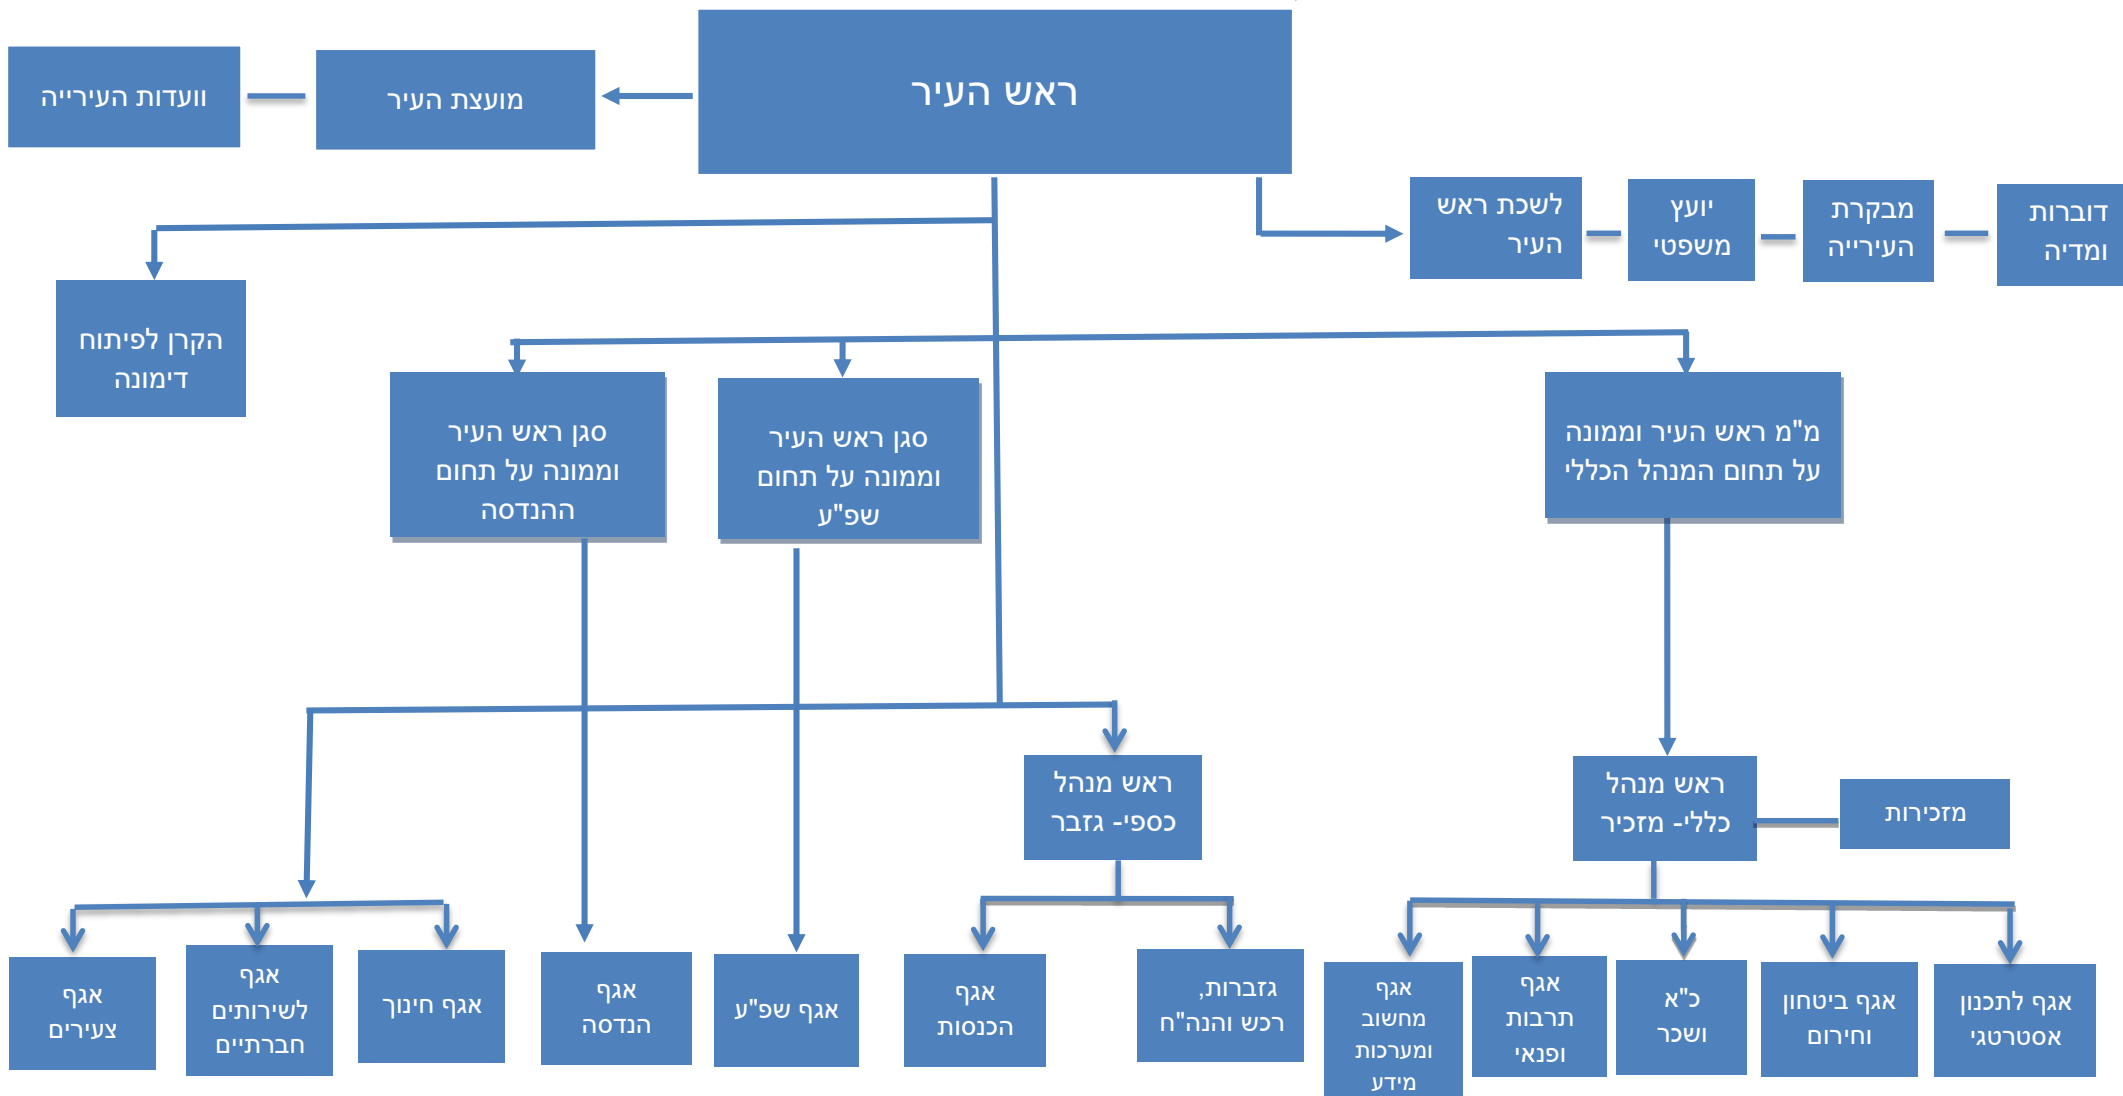 ראש העיר
מועצת העיר
וועדות העירייה
דוברות
ומדיה
מבקרת
העירייה
יועץ
משפטי
לשכת ראש
העיר
הקרן לפיתוח
דימונה
מ"מ ראש העיר וממונה
על תחום המנהל הכללי
סגן ראש העיר
וממונה על תחום
שפ"ע
סגן ראש העיר
וממונה על תחום
ההנדסה
מזכירות
ראש מנהל
כללי- מזכיר
ראש מנהל
כספי- גזבר
אגף לתכנון
אסטרטגי
אגף ביטחון
וחירום
כ"א
ושכר
אגף
תרבות
ופנאי
אגף
מחשוב
ומערכות
מידע
גזברות,
רכש והנה"ח
אגף
הכנסות
אגף שפ"ע
אגף
הנדסה
אגף חינוך
אגף
לשירותים
חברתיים
אגף
צעירים